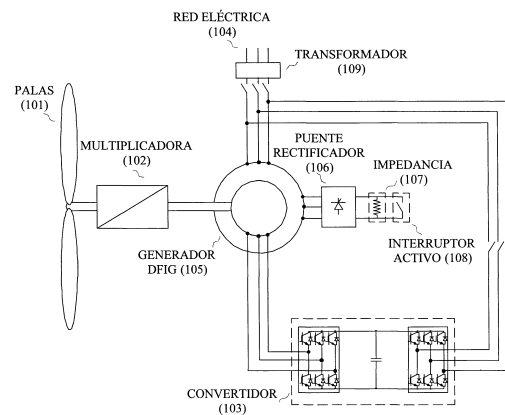 RED ELÉCTRICA
(104)
TRANSFORMADOR
(109)
PALAS
(101)
MULTIPLICADORA
(102)
PUENTE
RECTIFICADOR
(106)
IMPEDANCIA
(107)
GENERADOR
DFIG (105)
INTERRUPTOR
ACTIVO (108)
CONVERTIDOR
(103)